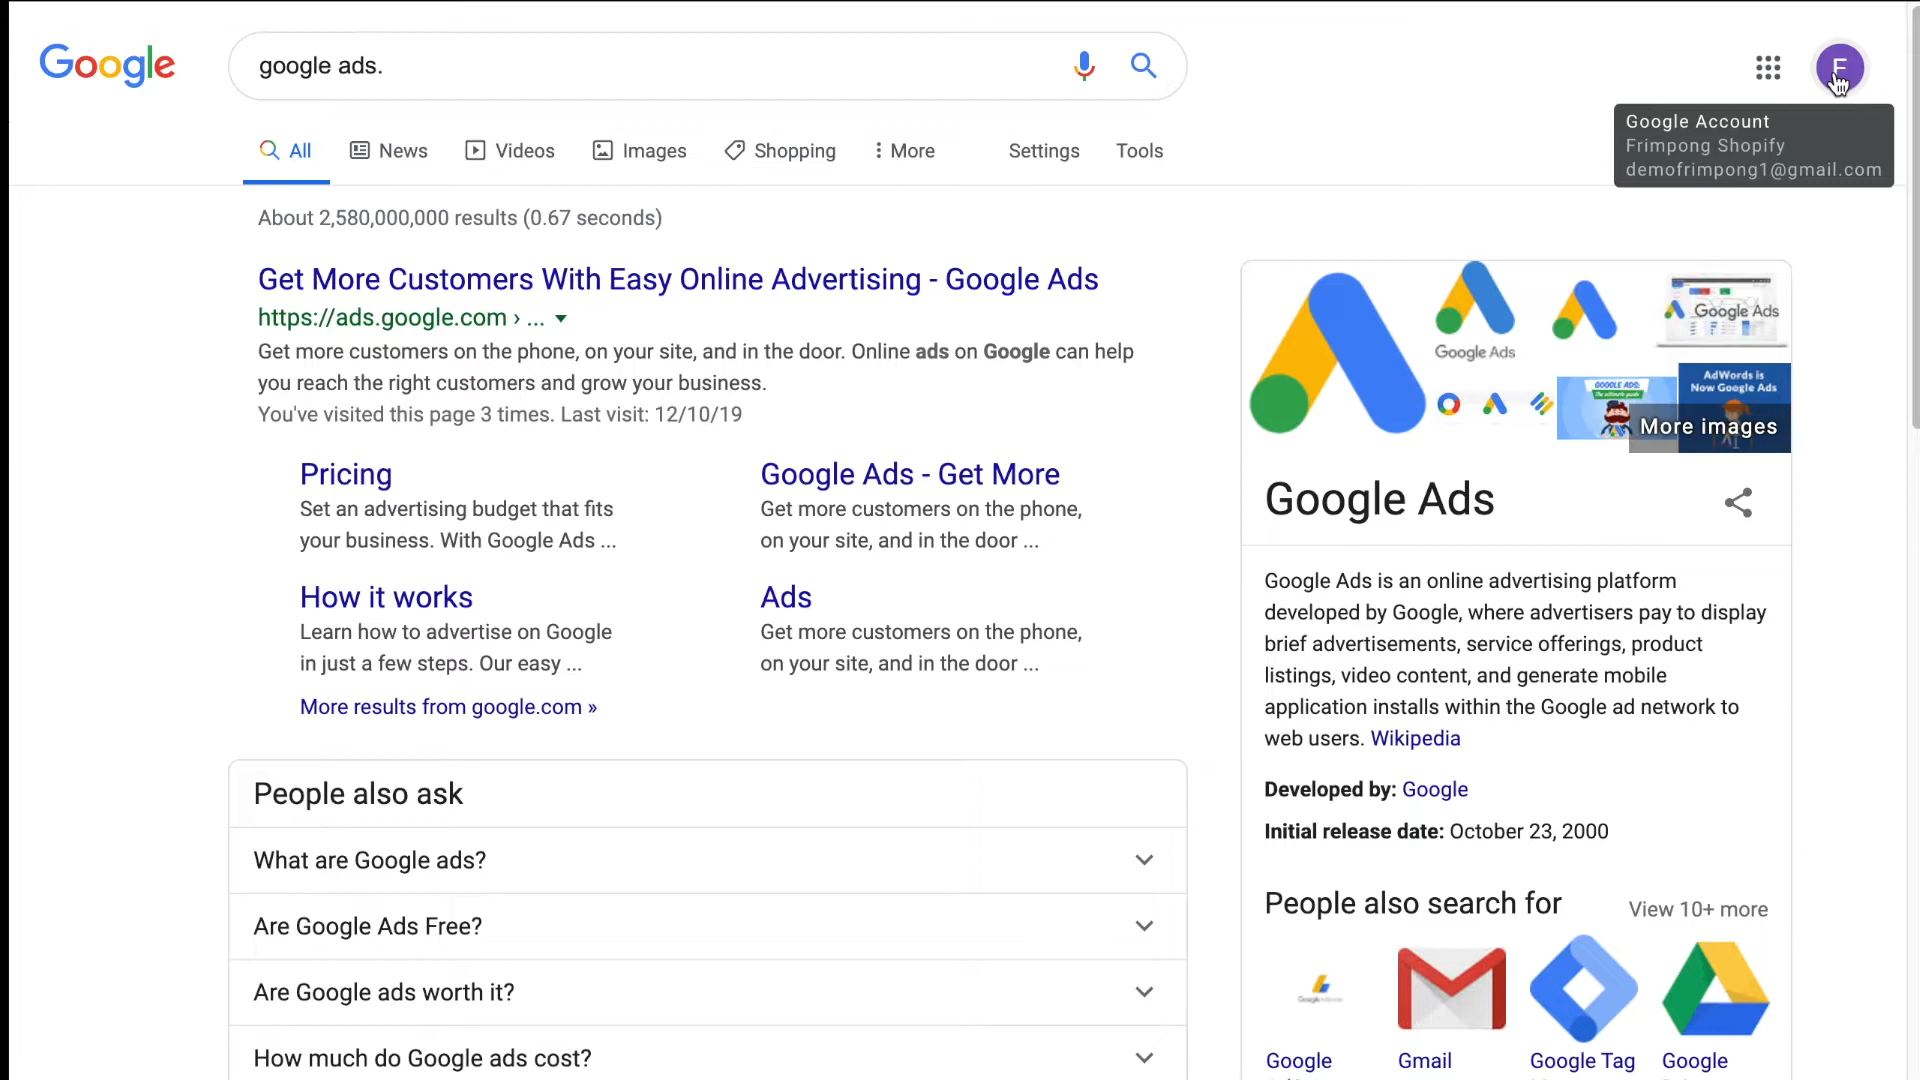 Google
google ads.
F
Google Account
Frimpong Shopify
demofrimpong1@gmail.com
All
News
Videos
Images
Shopping
More
Settings
Tools
About 2,580,000,000 results (0.67 seconds)
Get More Customers With Easy Online Advertising - Google Ads
https://ads.google.com › ...
Get more customers on the phone, on your site, and in the door. Online ads on Google can help
you reach the right customers and grow your business.
You've visited this page 3 times. Last visit: 12/10/19
Pricing
Set an advertising budget that fits
your business. With Google Ads ...
Google Ads - Get More
Get more customers on the phone,
on your site, and in the door ...
How it works
Learn how to advertise on Google
in just a few steps. Our easy ...
Ads
Get more customers on the phone,
on your site, and in the door ...
More results from google.com »
People also ask
What are Google ads?
Are Google Ads Free?
Are Google ads worth it?
How much do Google ads cost?
Google Ads
Google Ads
GOOGLE ADS:
The ultimate guide
AdWords is
Now Google Ads
More images
Google Ads
Google Ads is an online advertising platform
developed by Google, where advertisers pay to display
brief advertisements, service offerings, product
listings, video content, and generate mobile
application installs within the Google ad network to
web users. Wikipedia
Developed by: Google
Initial release date: October 23, 2000
People also search for
View 10+ more
Google
Gmail
Google Tag
Google